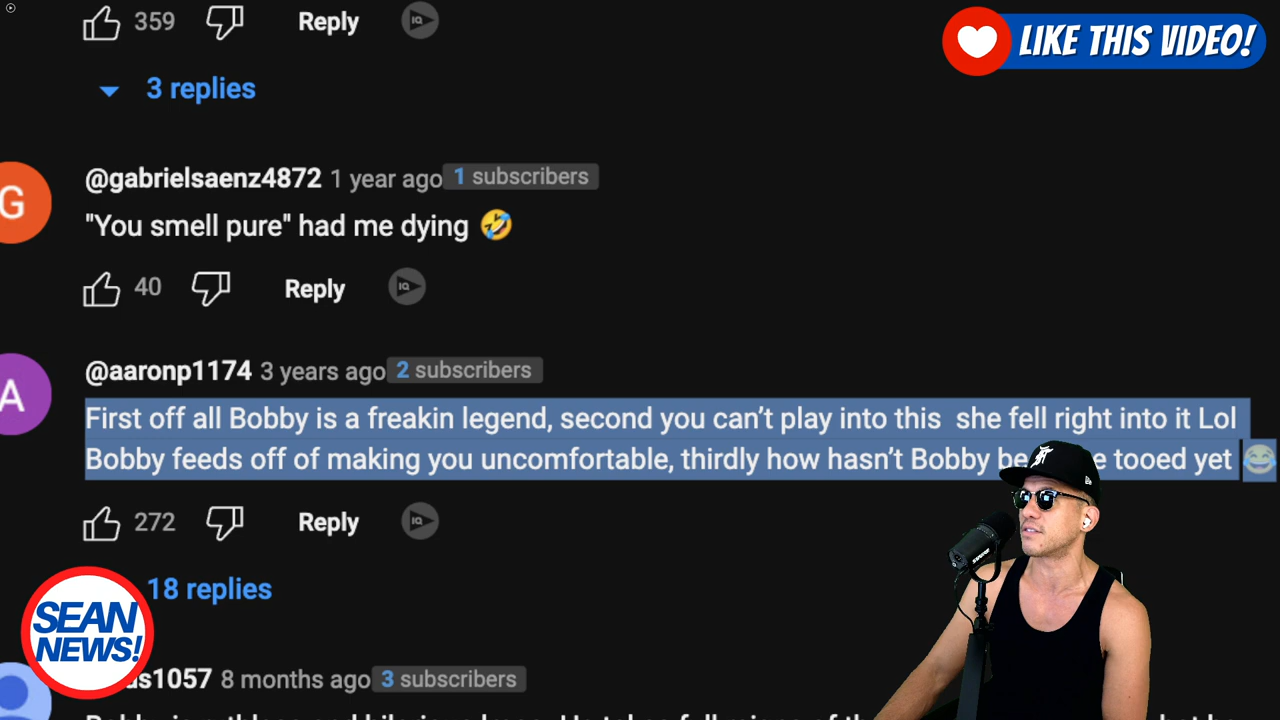 LIKE THIS VIDEO!
359 Reply
3 replies
@gabrielsaenz4872 1 year ago 1 subscribers
G
"You smell pure" had me dying 🤣
40 Reply
@aaronp1174 3 years ago 2 subscribers
A
First off all Bobby is a freakin legend, second you can't play into this she fell right into it Lol
Bobby feeds off of making you uncomfortable, thirdly how hasn't Bobby tooed yet 😂
272 Reply
18 replies
SEAN
NEWS!
8 months ago 3 subscribers